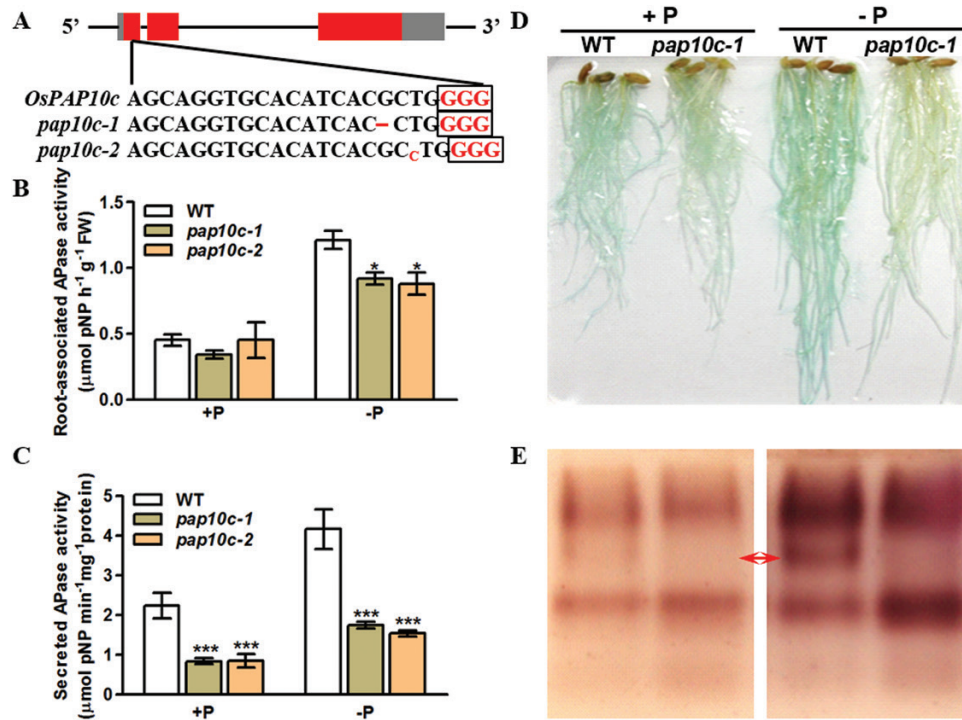 A
5’
3’
OsPAP10c AGCAGGTGCACATCACGCTGGGG
pap10c-1 AGCAGGTGCACATCAC–CTGGGG
pap10c-2 AGCAGGTGCACATCACGCCTGGGG
B
Root-associated APase activity
(μmol pNP h⁻¹ g⁻¹ FW)
1.5
1.0
0.5
0.0
WT
pap10c-1
pap10c-2
* *
+P -P
C
Secreted APase activity
(μmol pNP min⁻¹mg⁻¹protein)
5
4
3
2
1
0
WT
pap10c-1
pap10c-2
*** ***
*** ***
+P -P
D
+ P - P
WT pap10c-1 WT pap10c-1
E